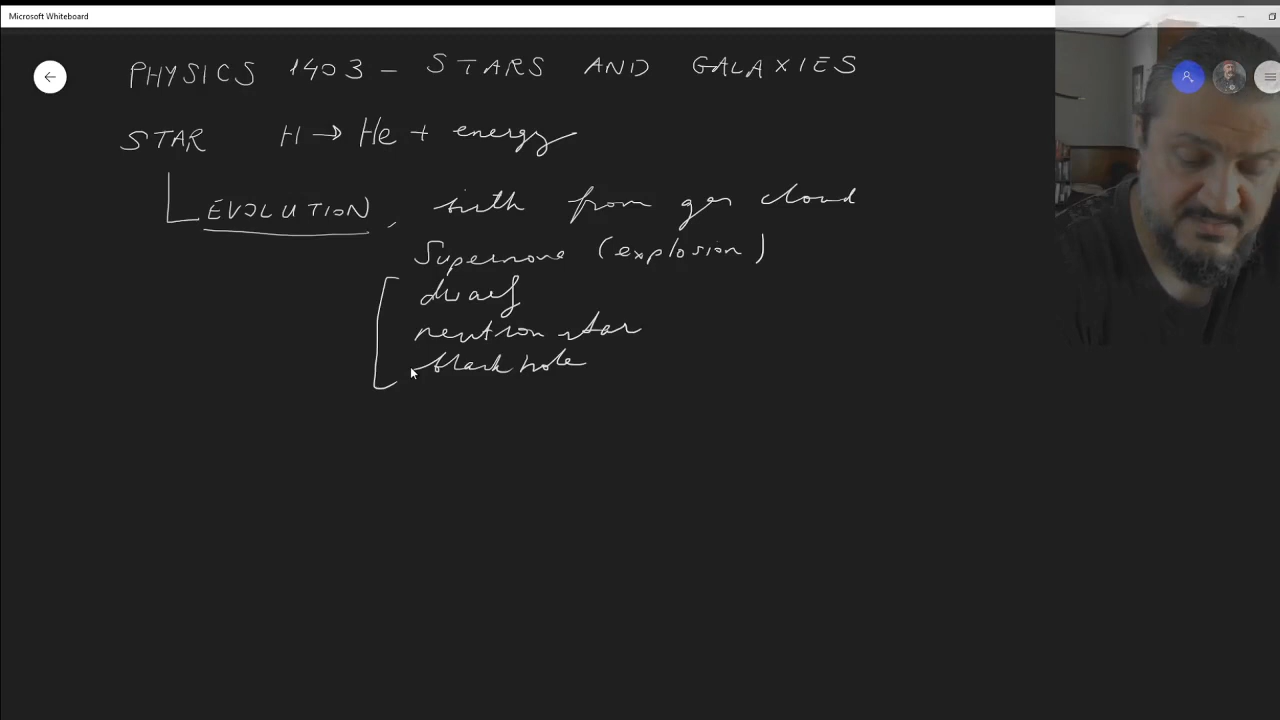 Microsoft Whiteboard
PHYSICS 1403 - STARS AND GALAXIES
STAR H → He + energy
EVOLUTION, birth from gas cloud
Supernova (explosion)
dwarf
neutron star
black hole